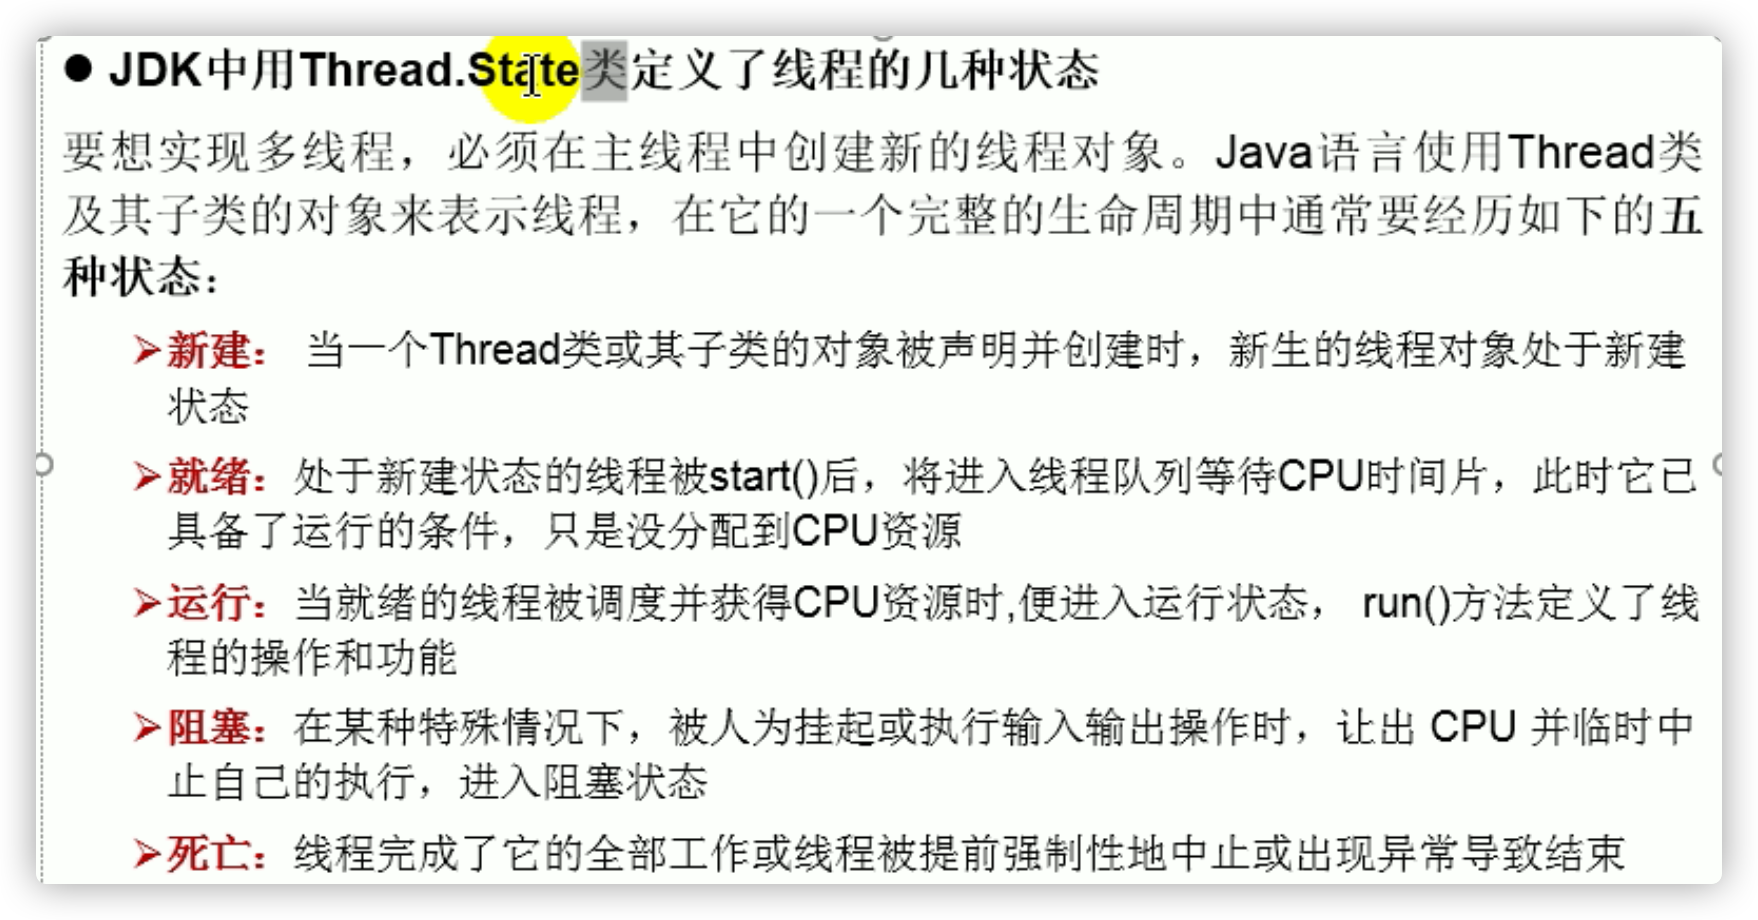 ● JDK中用Thread.State类定义了线程的几种状态
要想实现多线程，必须在主线程中创建新的线程对象。Java语言使用Thread类
及其子类的对象来表示线程，在它的一个完整的生命周期中通常要经历如下的五
种状态：
➢新建： 当一个Thread类或其子类的对象被声明并创建时，新生的线程对象处于新建
状态
➢就绪：处于新建状态的线程被start()后，将进入线程队列等待CPU时间片，此时它已
具备了运行的条件，只是没分配到CPU资源
➢运行：当就绪的线程被调度并获得CPU资源时,便进入运行状态， run()方法定义了线
程的操作和功能
➢阻塞：在某种特殊情况下，被人为挂起或执行输入输出操作时，让出 CPU 并临时中
止自己的执行，进入阻塞状态
➢死亡：线程完成了它的全部工作或线程被提前强制性地中止或出现异常导致结束